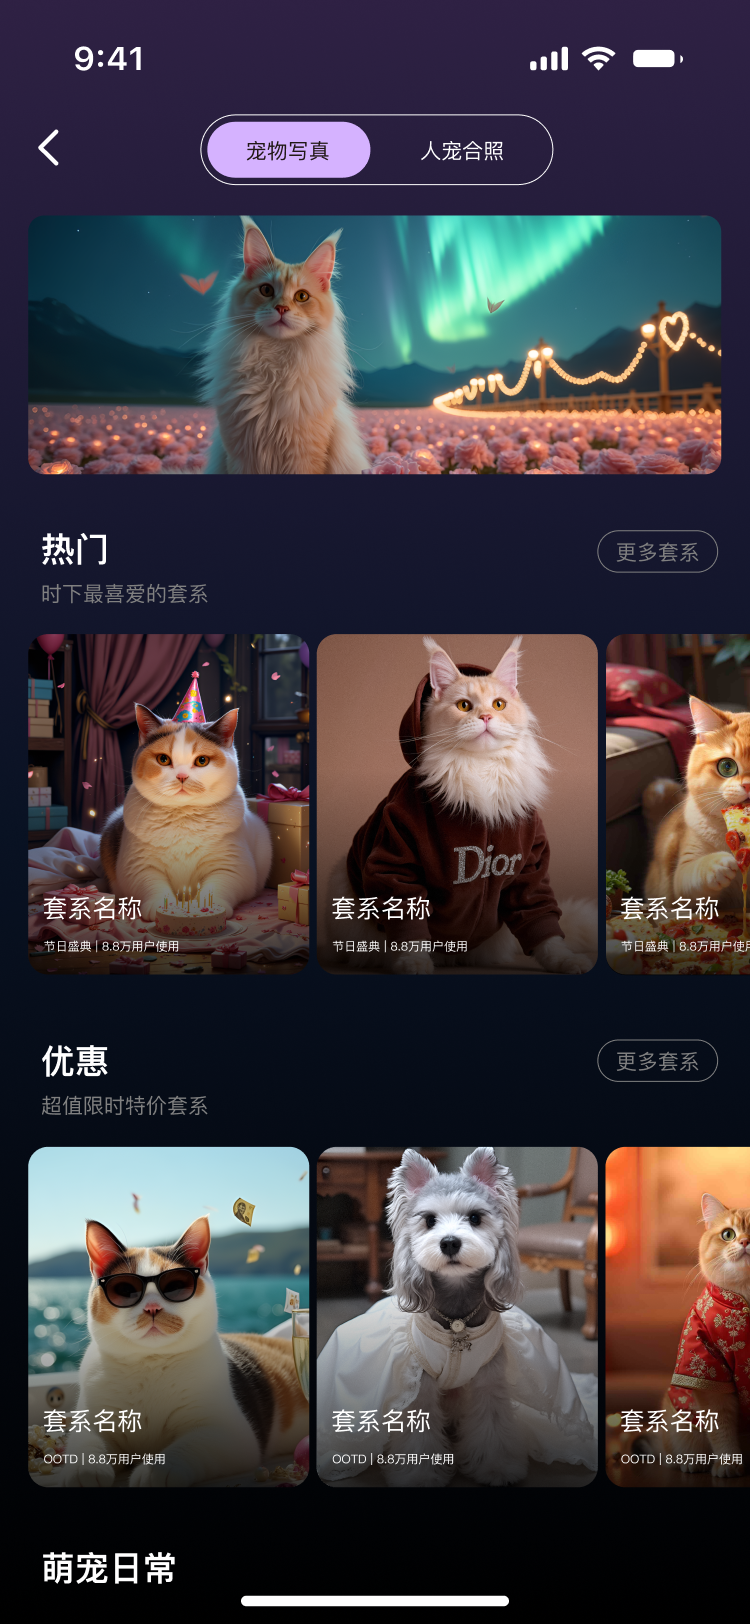 9:41
宠物写真
人宠合照
热门
更多套系
时下最喜爱的套系
Dior
套系名称
节日盛典 | 8.8万用户使用
套系名称
节日盛典 | 8.8万用户使用
套系名称
节日盛典 | 8.8万用户
优惠
更多套系
超值限时特价套系
套系名称
OOTD | 8.8万用户使用
套系名称
OOTD | 8.8万用户使用
套系名称
OOTD | 8.8万用户使用
萌宠日常